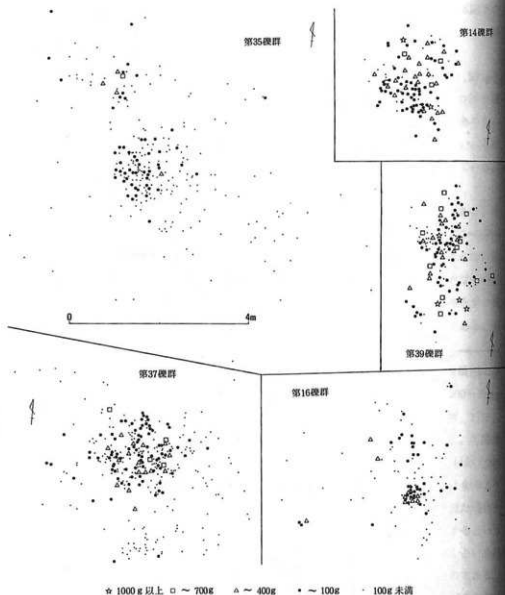 第35礫群
第14礫群
0 4m
第39礫群
第37礫群
第16礫群
☆ 1000g以上 □ ~ 700g △ ~ 400g ● ~ 100g ・ 100g未満